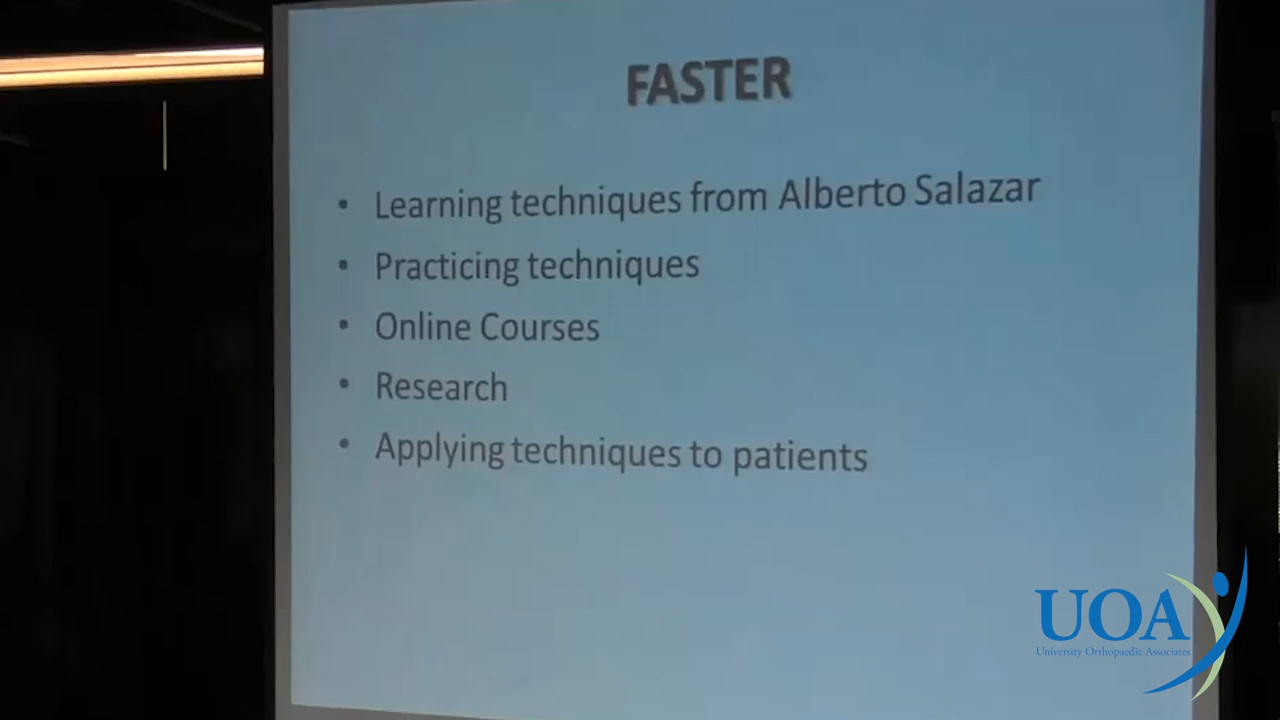 FASTER
• Learning techniques from Alberto Salazar
• Practicing techniques
• Online Courses
• Research
• Applying techniques to patients
UOA
University Orthopaedic Associates